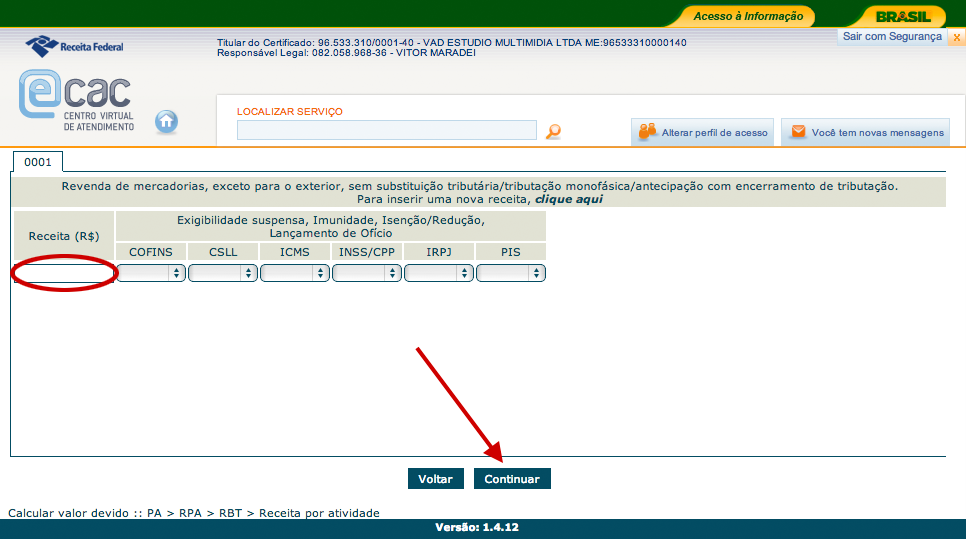 Acesso à Informação
BRASIL
Receita Federal
Titular do Certificado: 96.533.310/0001-40 - VAD ESTUDIO MULTIMIDIA LTDA ME:96533310000140
Responsável Legal: 082.058.968-36 - VITOR MARADEI
Sair com Segurança x
ecac
CENTRO VIRTUAL
DE ATENDIMENTO
LOCALIZAR SERVIÇO
Alterar perfil de acesso
Você tem novas mensagens
0001
Revenda de mercadorias, exceto para o exterior, sem substituição tributária/tributação monofásica/antecipação com encerramento de tributação.
Para inserir uma nova receita, clique aqui
Receita (R$)
Exigibilidade suspensa, Imunidade, Isenção/Redução,
Lançamento de Ofício
COFINS CSLL ICMS INSS/CPP IRPJ PIS
Voltar Continuar
Calcular valor devido :: PA > RPA > RBT > Receita por atividade
Versão: 1.4.12